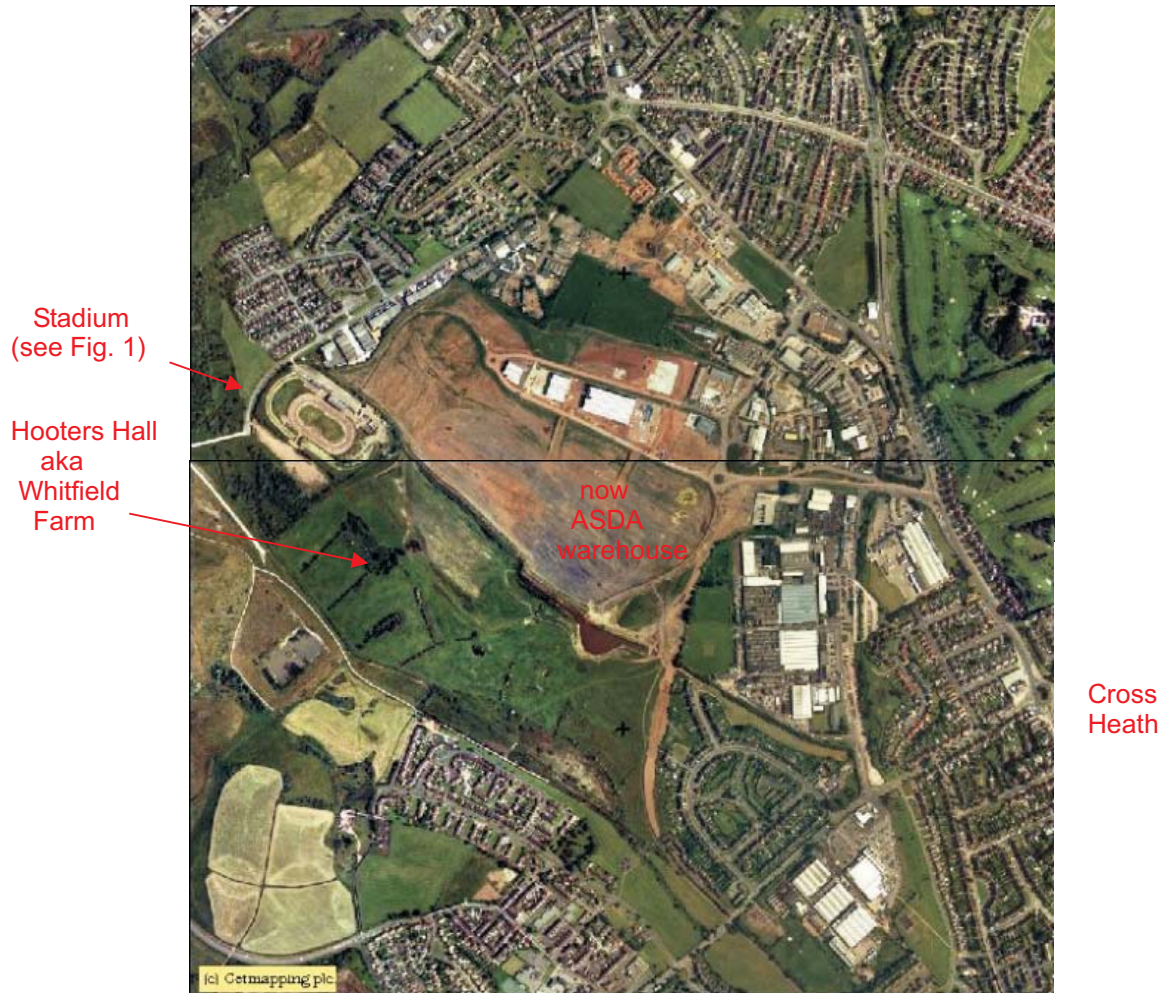 Stadium
(see Fig. 1)
Hooters Hall
aka
Whitfield
Farm
now
ASDA
warehouse
Cross
Heath
(c) Getmapping plc.